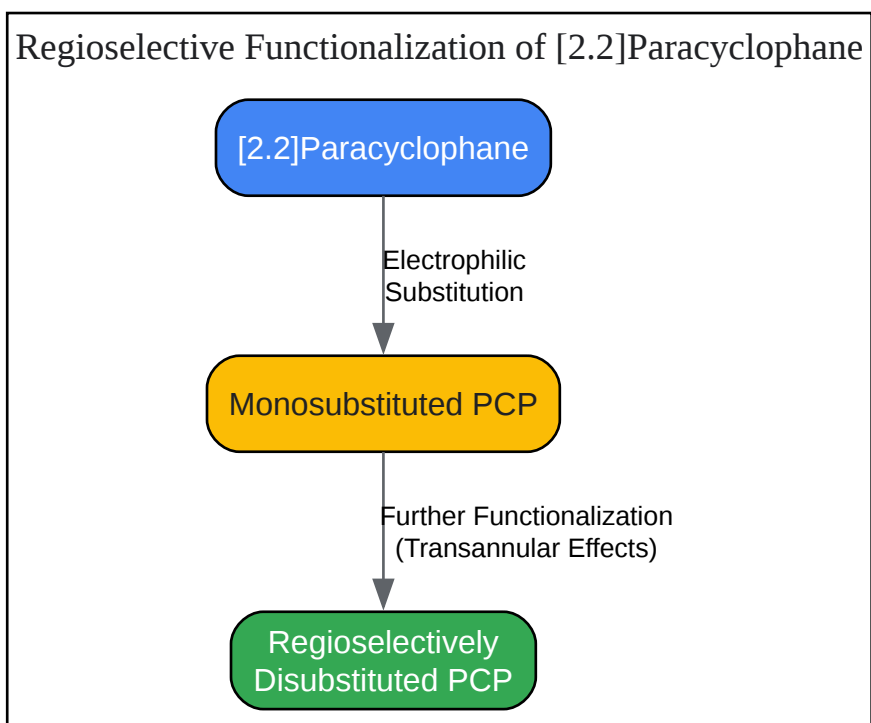 Regioselective Functionalization of [2.2]Paracyclophane
[2.2]Paracyclophane
Electrophilic
Substitution
Monosubstituted PCP
Further Functionalization
(Transannular Effects)
Regioselectively
Disubstituted PCP